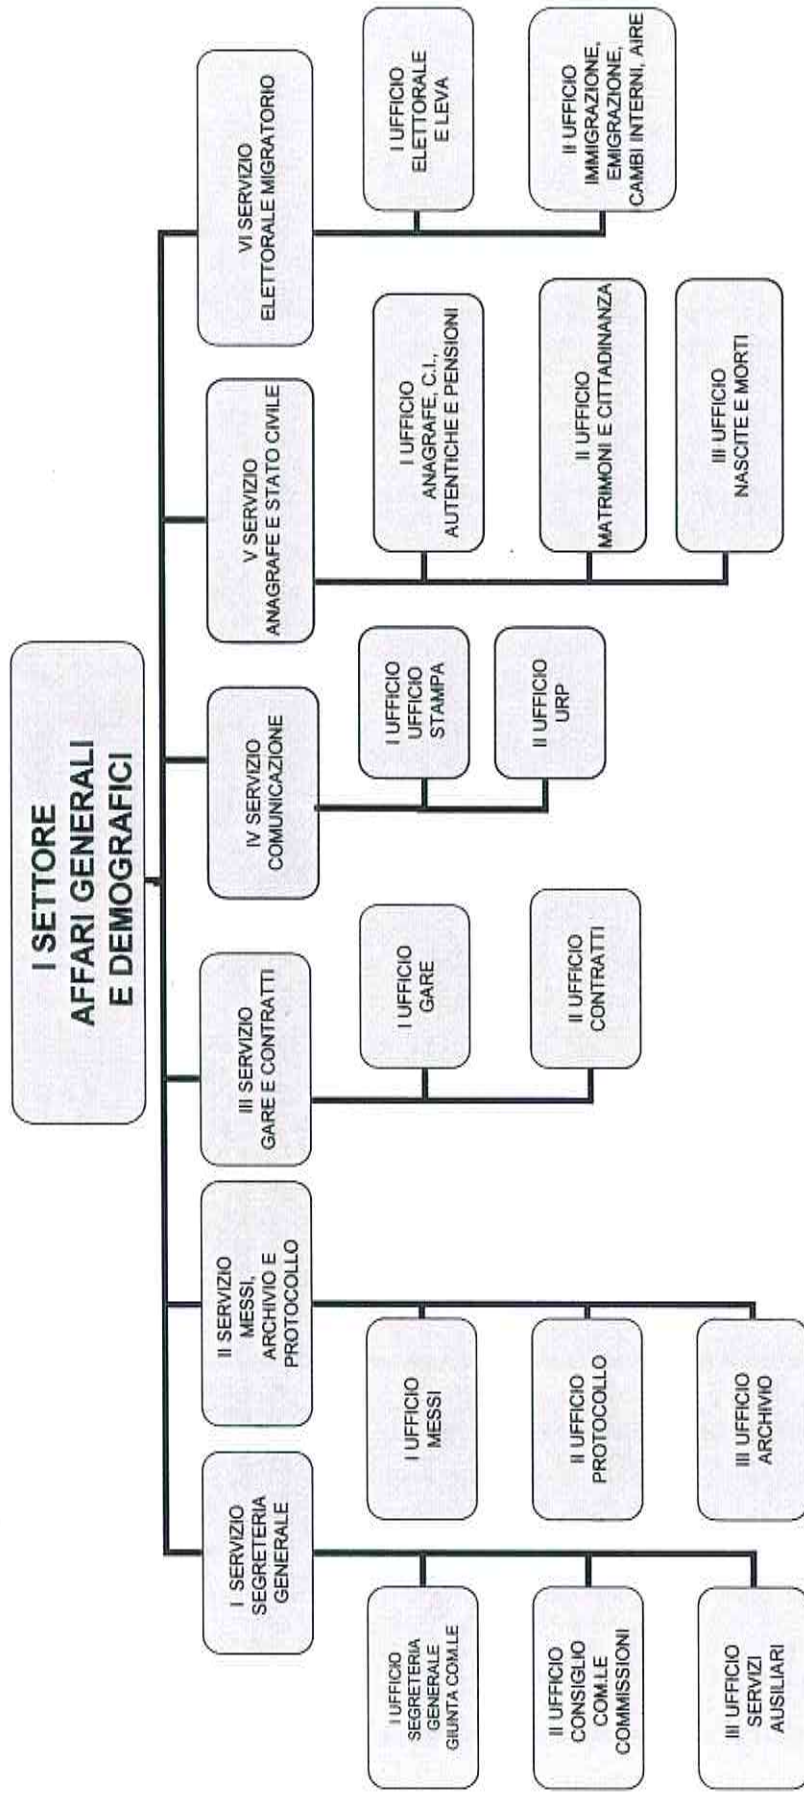 I SETTORE
AFFARI GENERALI
E DEMOGRAFICI
I SERVIZIO
SEGRETERIA
GENERALE
I UFFICIO
SEGRETERIA
GENERALE
GIUNTA COM.LE
II UFFICIO
CONSIGLIO
COM.LE
COMMISSIONI
III UFFICIO
SERVIZI
AUSILIARI
II SERVIZIO
MESSI,
ARCHIVIO E
PROTOCOLLO
I UFFICIO
MESSI
II UFFICIO
PROTOCOLLO
III UFFICIO
ARCHIVIO
III SERVIZIO
GARE E CONTRATTI
I UFFICIO
GARE
II UFFICIO
CONTRATTI
IV SERVIZIO
COMUNICAZIONE
I UFFICIO
UFFICIO
STAMPA
II UFFICIO
URP
V SERVIZIO
ANAGRAFE E STATO CIVILE
I UFFICIO
ANAGRAFE, C.I.,
AUTENTICHE E PENSIONI
II UFFICIO
MATRIMONI E CITTADINANZA
III UFFICIO
NASCITE E MORTI
VI SERVIZIO
ELETTORALE MIGRATORIO
I UFFICIO
ELETTORALE
E LEVA
II UFFICIO
IMMIGRAZIONE,
EMIGRAZIONE,
CAMBI INTERNI, AIRE